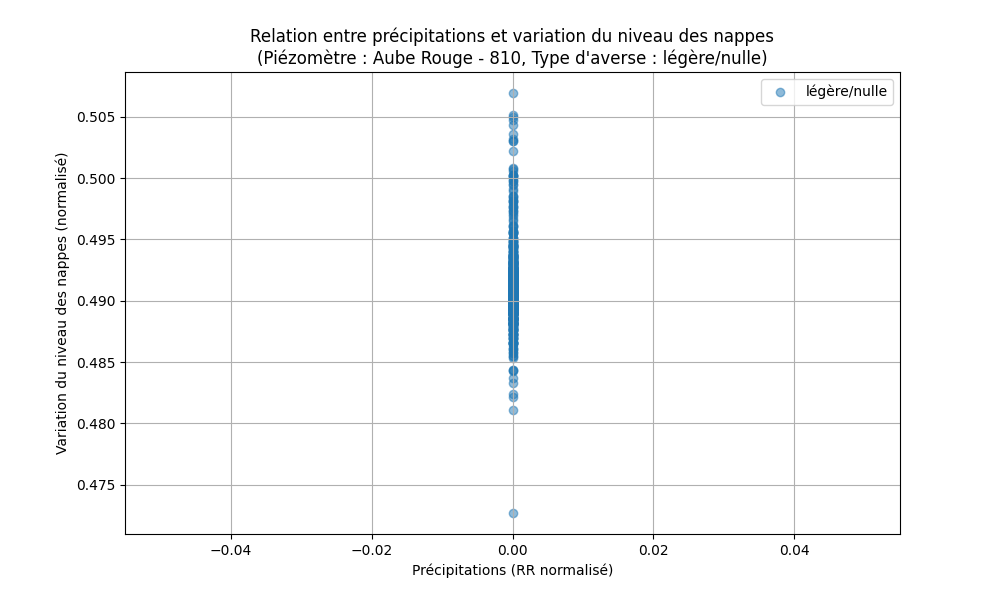 Relation entre précipitations et variation du niveau des nappes
(Piézomètre : Aube Rouge - 810, Type d'averse : légère/nulle)
légère/nulle
Variation du niveau des nappes (normalisé)
0.505
0.500
0.495
0.490
0.485
0.480
0.475
−0.04
−0.02
0.00
0.02
0.04
Précipitations (RR normalisé)